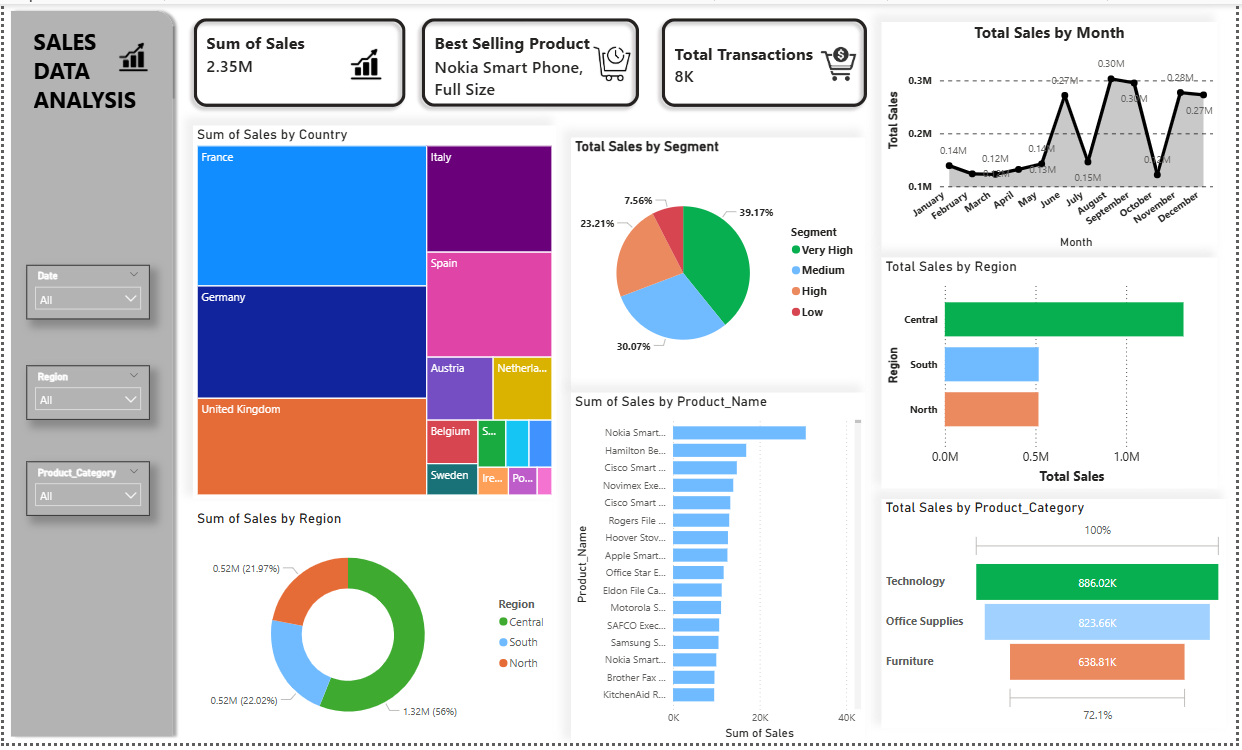 SALES
DATA
ANALYSIS
Date
All
Region
All
Product_Category
All
Sum of Sales
2.35M
Best Selling Product
Nokia Smart Phone,
Full Size
Total Transactions
8K
Sum of Sales by Country
France
Germany
United Kingdom
Italy
Spain
Austria
Netherla...
Belgium
S...
Sweden
Ire...
Po...
Sum of Sales by Region
0.52M (21.97%)
0.52M (22.02%)
1.32M (56%)
Region
Central
South
North
Total Sales by Segment
7.56%
39.17%
23.21%
30.07%
Segment
Very High
Medium
High
Low
Sum of Sales by Product_Name
Product_Name
Nokia Smart...
Hamilton Be...
Cisco Smart ...
Novimex Exe...
Cisco Smart ...
Rogers File ...
Hoover Stov...
Apple Smart...
Office Star E...
Eldon File Ca...
Motorola S...
SAFCO Exec...
Samsung S...
Nokia Smart...
Brother Fax ...
KitchenAid R...
0K 20K 40K
Sum of Sales
Total Sales by Month
Total Sales
0.3M
0.2M
0.1M
0.14M
0.12M
0.12M
0.13M
0.14M
0.27M
0.15M
0.30M
0.30M
0.12M
0.28M
0.27M
January
February
March
April
May
June
July
August
September
October
November
December
Month
Total Sales by Region
Region
Central
South
North
0.0M 0.5M 1.0M
Total Sales
Total Sales by Product_Category
100%
Technology 886.02K
Office Supplies 823.66K
Furniture 638.81K
72.1%